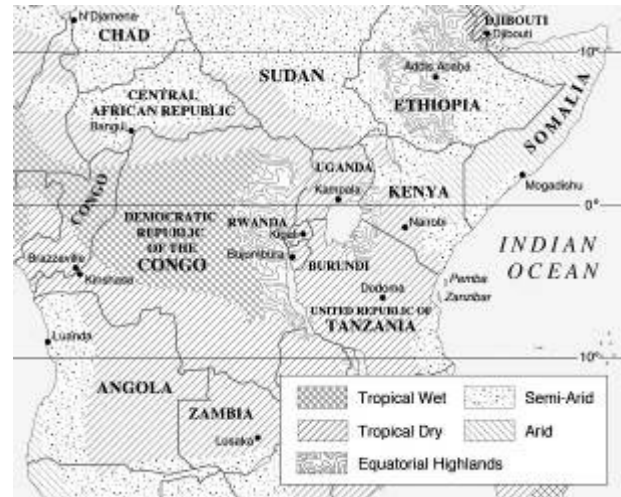 N'Djamena
CHAD
DJIBOUTI
Djibouti
10°
SUDAN
Addis Ababa
CENTRAL
AFRICAN REPUBLIC
ETHIOPIA
SOMALIA
Bangui
UGANDA
Kampala
KENYA
Mogadishu
CONGO
0°
DEMOCRATIC
REPUBLIC
OF THE
CONGO
RWANDA
Kigali
Nairobi
INDIAN
OCEAN
Brazzaville
Bujumbura
BURUNDI
Kinshasa
Pemba
Zanzibar
Dodoma
UNITED REPUBLIC OF
TANZANIA
Luanda
10°
ANGOLA
ZAMBIA
Lusaka
Tropical Wet
Semi-Arid
Tropical Dry
Arid
Equatorial Highlands